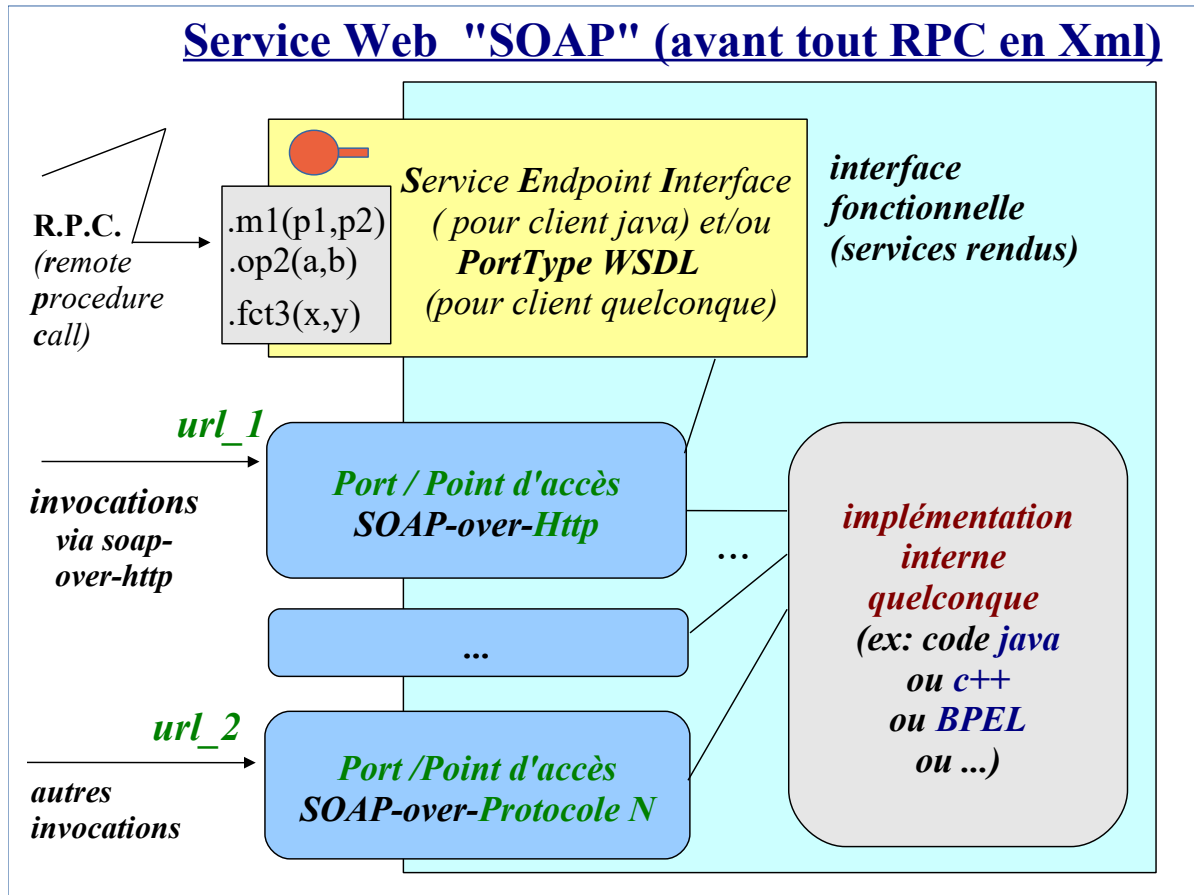 Service Web "SOAP" (avant tout RPC en Xml)
R.P.C.
(remote
procedure
call)
.m1(p1,p2)
.op2(a,b)
.fct3(x,y)
Service Endpoint Interface
( pour client java) et/ou
PortType WSDL
(pour client quelconque)
interface
fonctionnelle
(services rendus)
url_1
invocations
via soap-
over-http
Port / Point d'accès
SOAP-over-Http
...
...
url_2
autres
invocations
Port /Point d'accès
SOAP-over-Protocole N
implémentation
interne
quelconque
(ex: code java
ou c++
ou BPEL
ou ...)